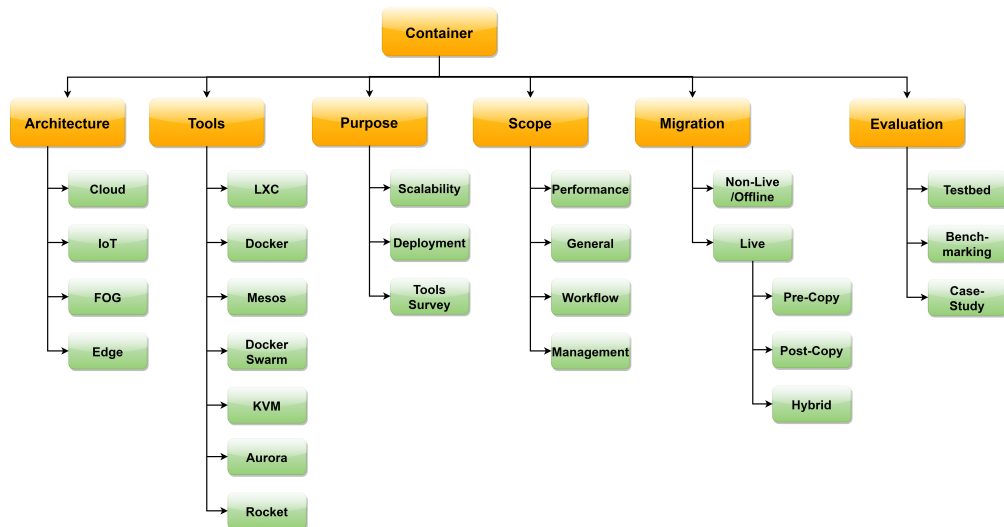 Container
Architecture
Tools
Purpose
Scope
Migration
Evaluation
Cloud
IoT
FOG
Edge
LXC
Docker
Mesos
Docker
Swarm
KVM
Aurora
Rocket
Scalability
Deployment
Tools
Survey
Performance
General
Workflow
Management
Non-Live
/Offline
Live
Pre-Copy
Post-Copy
Hybrid
Testbed
Bench-
marking
Case-
Study